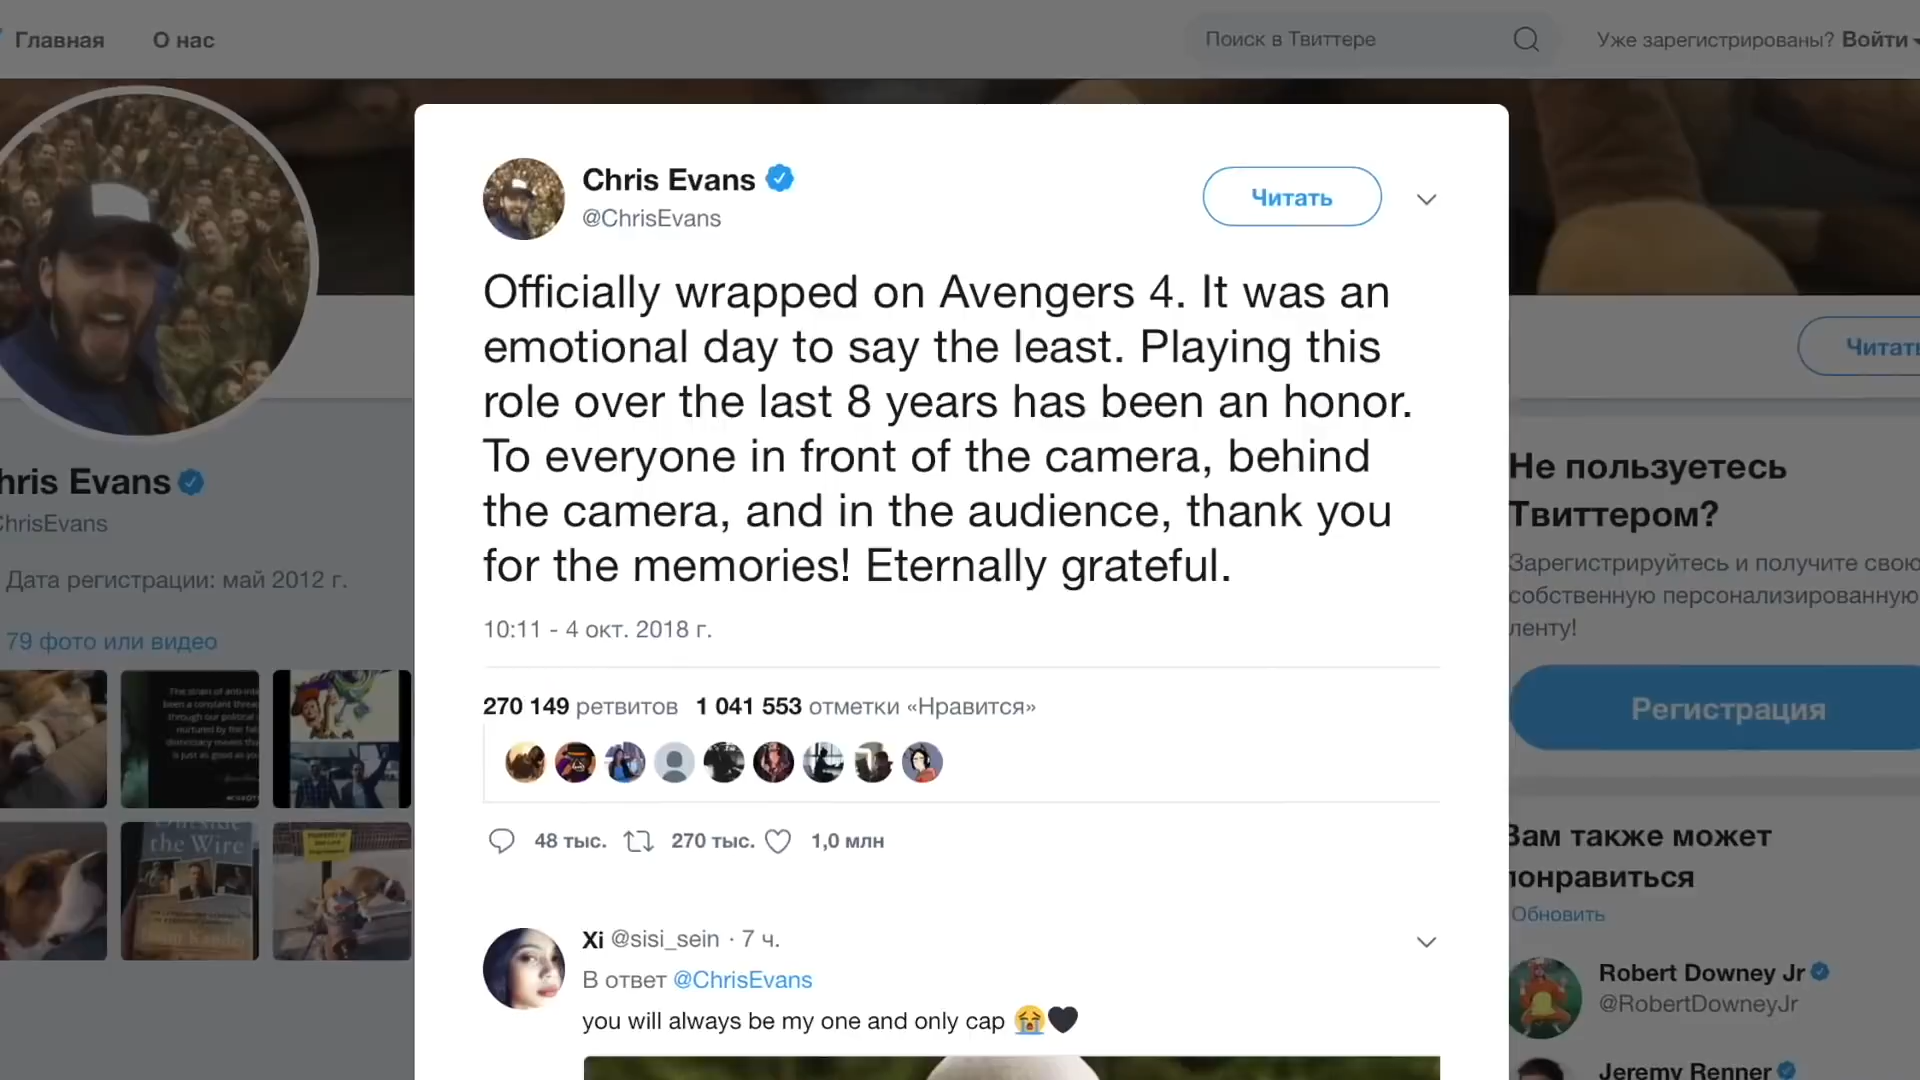 Главная О нас
Поиск в Твиттере
Уже зарегистрированы? Войти
hris Evans
ChrisEvans
Дата регистрации: май 2012 г.
79 фото или видео
the Wire
Chris Evans
@ChrisEvans
Читать
Officially wrapped on Avengers 4. It was an
emotional day to say the least. Playing this
role over the last 8 years has been an honor.
To everyone in front of the camera, behind
the camera, and in the audience, thank you
for the memories! Eternally grateful.
10:11 - 4 окт. 2018 г.
270 149 ретвитов 1 041 553 отметки «Нравится»
48 тыс. 270 тыс. 1,0 млн
Xi @sisi_sein · 7 ч.
В ответ @ChrisEvans
you will always be my one and only cap 😭🖤
Читать
Не пользуетесь
Твиттером?
Зарегистрируйтесь и получите свою
собственную персонализированную
ленту!
Регистрация
Вам также может
понравиться
Обновить
Robert Downey Jr
@RobertDowneyJr
Jeremy Renner